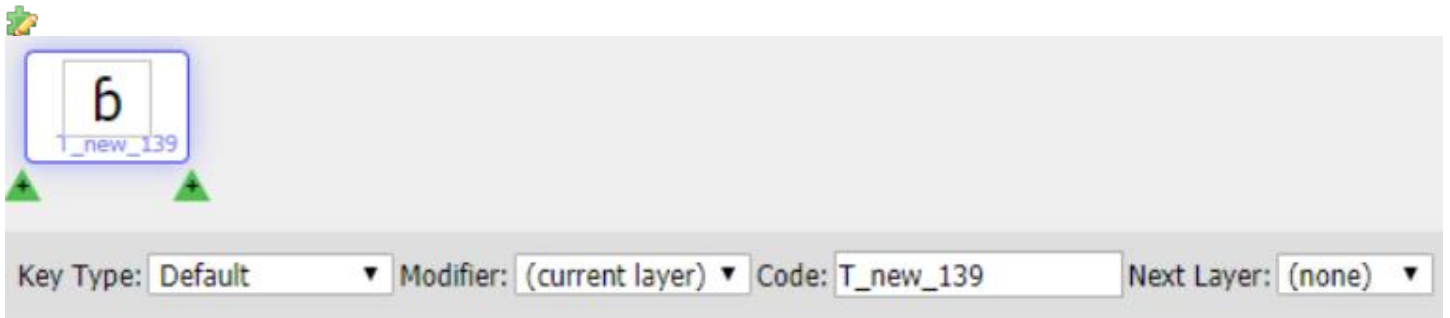 ɓ
T_new_139
Key Type: Default Modifier: (current layer) Code: T_new_139 Next Layer: (none)